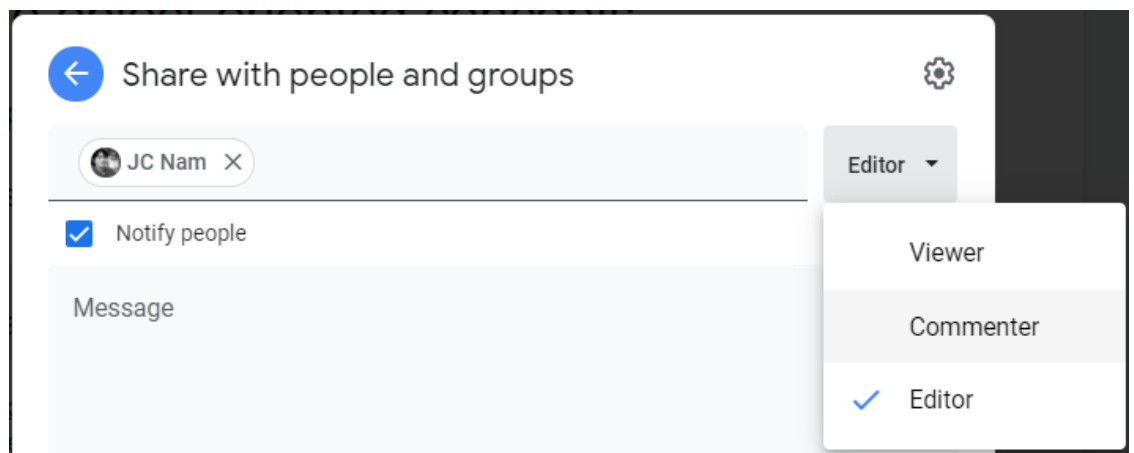 Share with people and groups
JC Nam
Editor
Notify people
Viewer
Message
Commenter
Editor